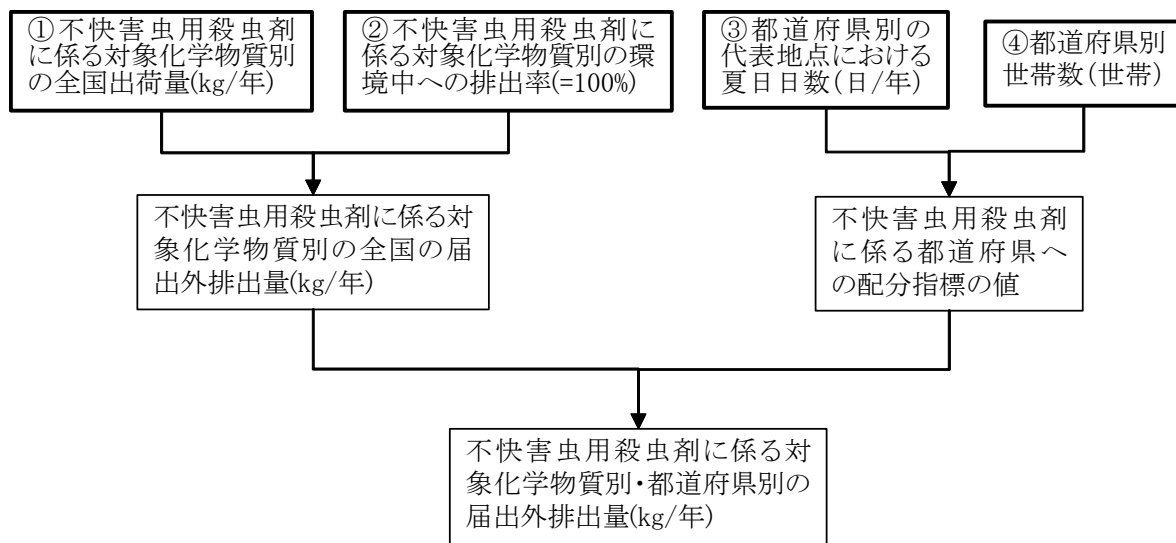 ①不快害虫用殺虫剤
に係る対象化学物質別
の全国出荷量(kg/年)
②不快害虫用殺虫剤に
係る対象化学物質別の環
境中への排出率(=100%)
③都道府県別の
代表地点における
夏日日数(日/年)
④都道府県別
世帯数(世帯)
不快害虫用殺虫剤に係る対
象化学物質別の全国の届
出外排出量(kg/年)
不快害虫用殺虫剤
に係る都道府県へ
の配分指標の値
不快害虫用殺虫剤に係る対
象化学物質別・都道府県別の
届出外排出量(kg/年)